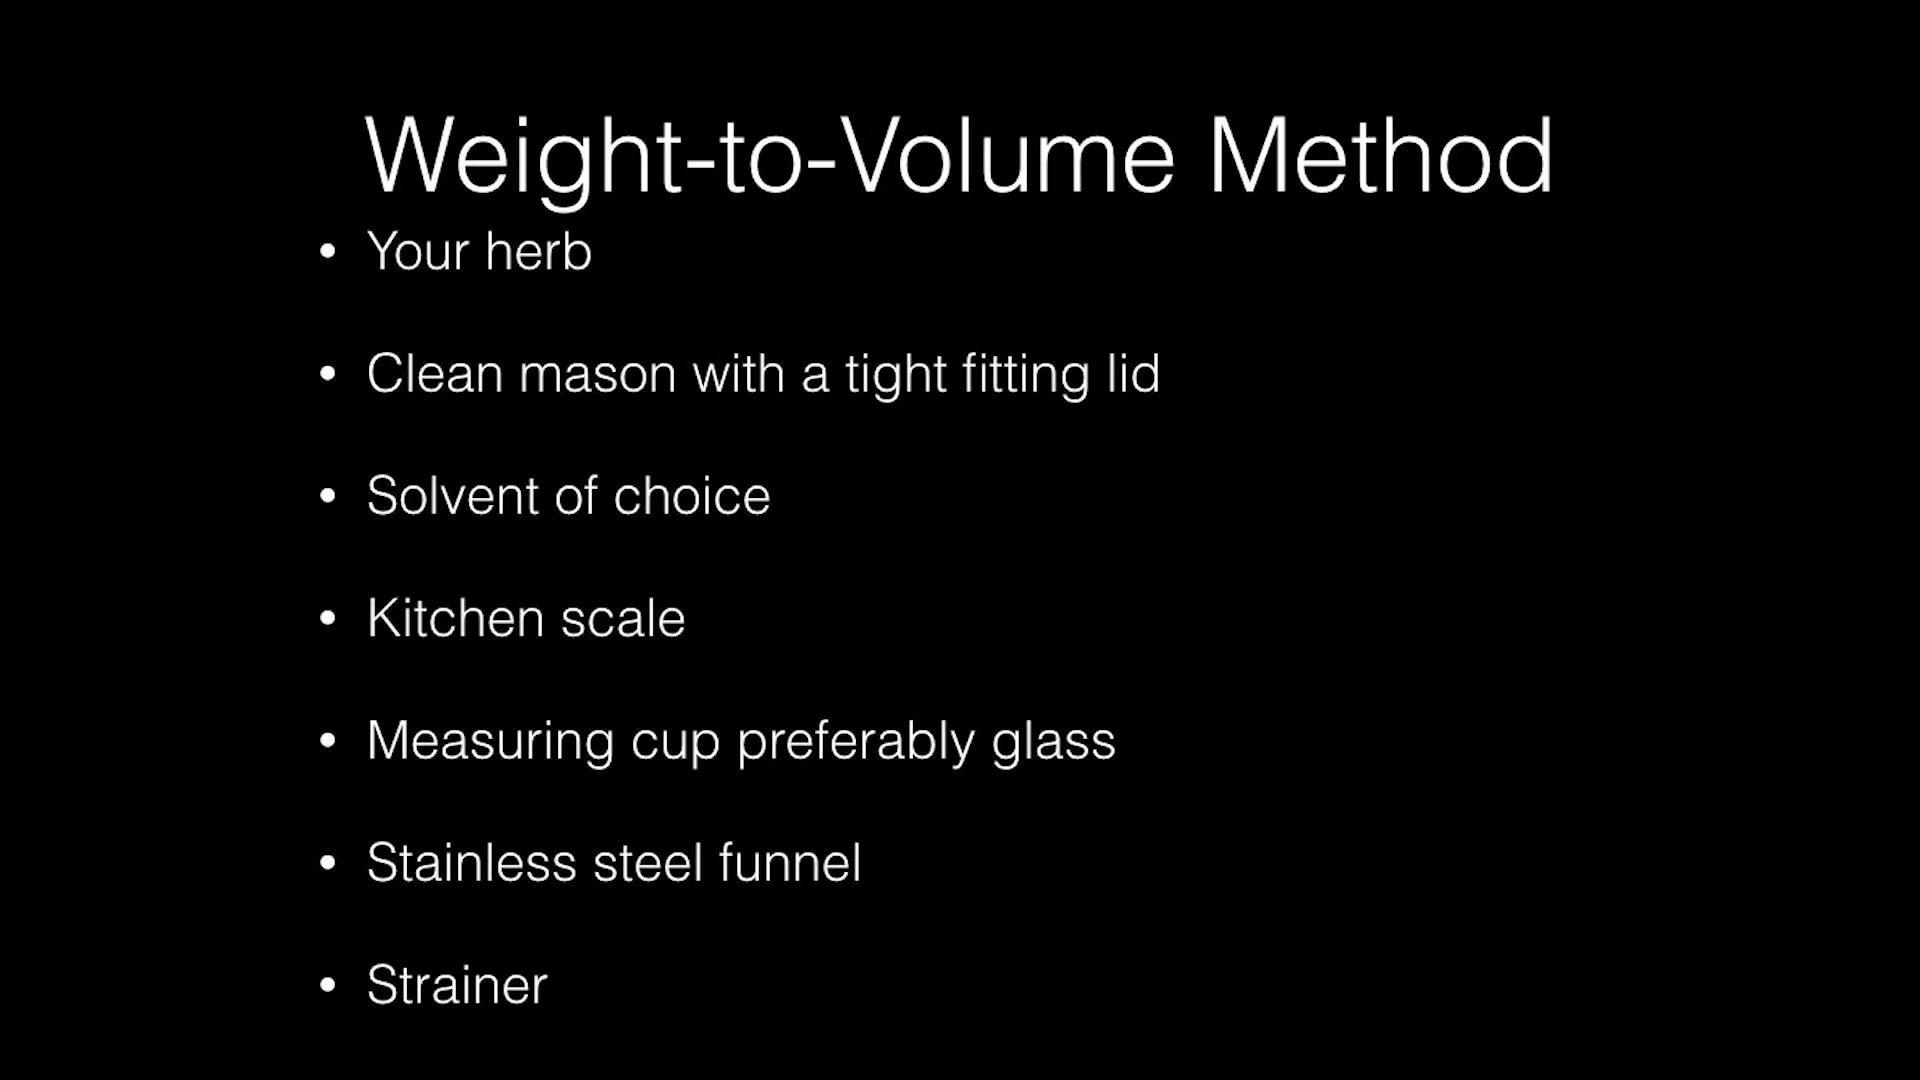 Weight-to-Volume Method
• Your herb
• Clean mason with a tight fitting lid
• Solvent of choice
• Kitchen scale
• Measuring cup preferably glass
• Stainless steel funnel
• Strainer